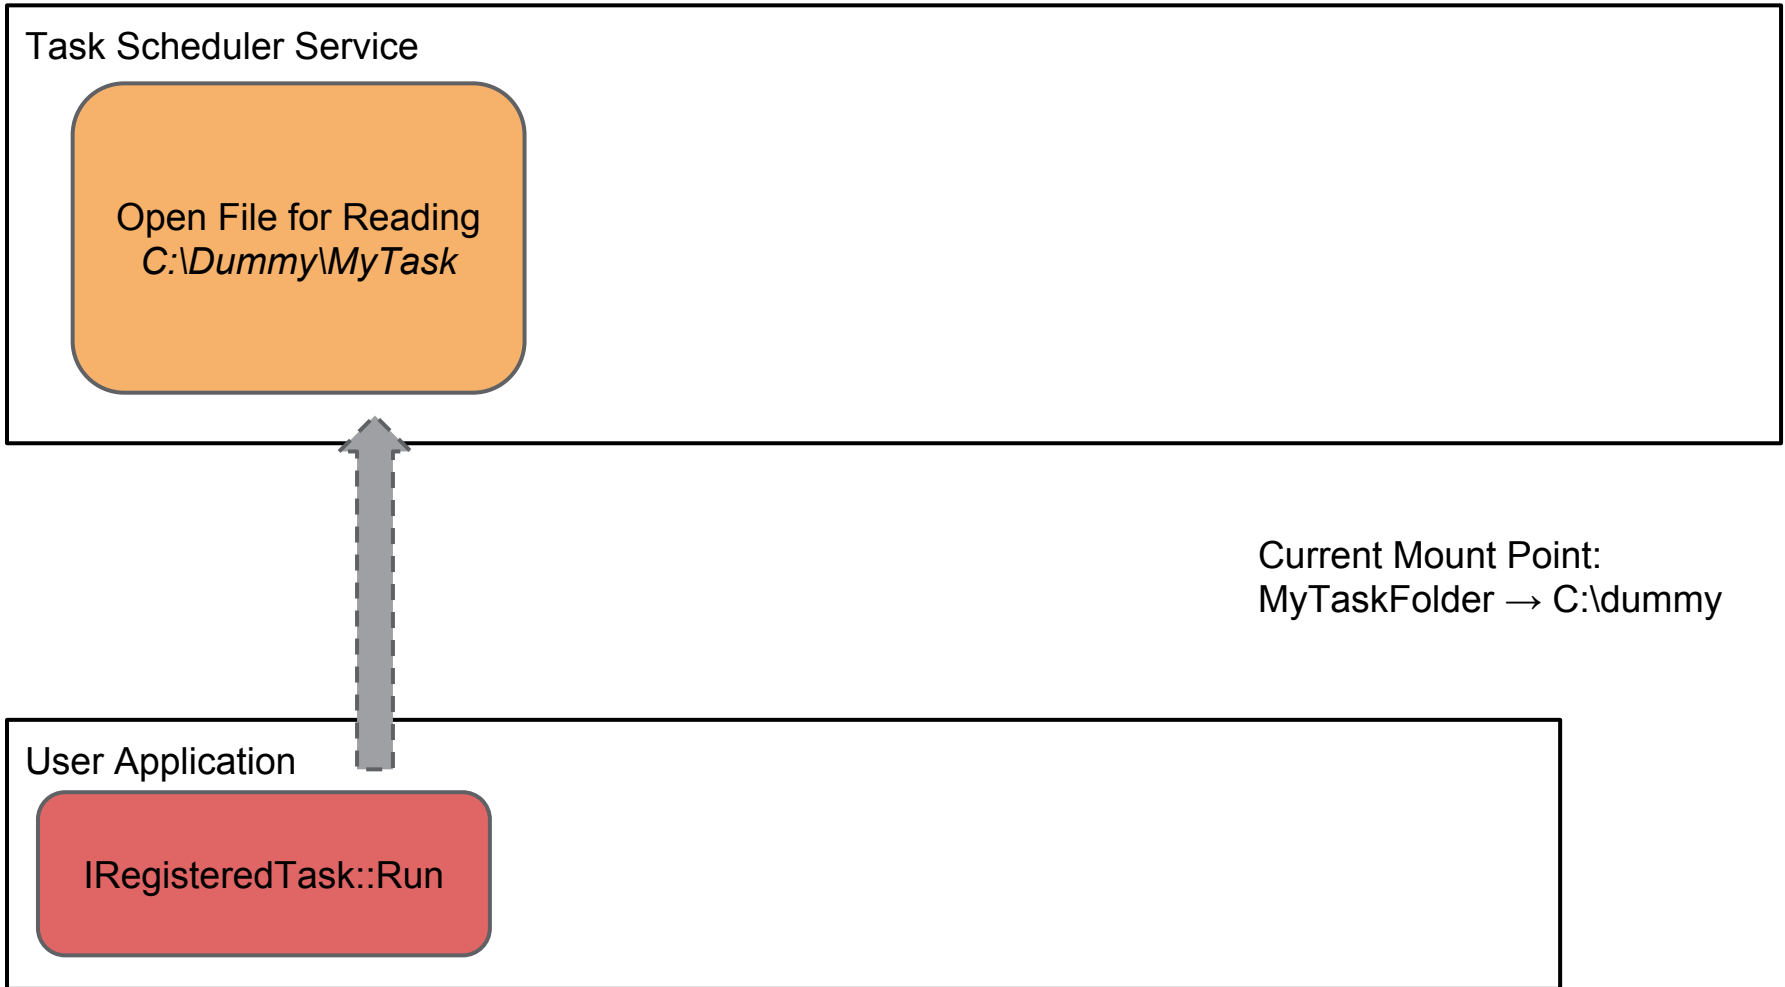 Task Scheduler Service
Open File for Reading
C:\Dummy\MyTask
Current Mount Point:
MyTaskFolder → C:\dummy
User Application
IRegisteredTask::Run